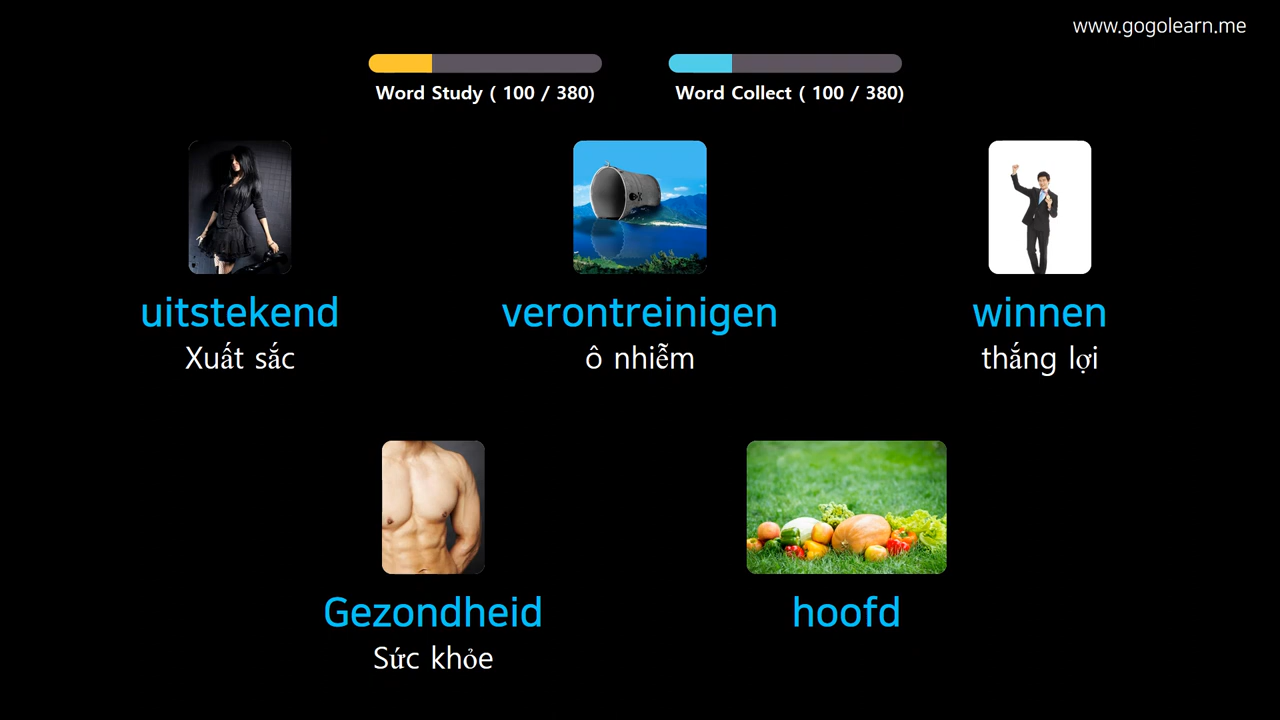 www.gogolearn.me
Word Study ( 100 / 380)
Word Collect ( 100 / 380)
uitstekend
Xuất sắc
verontreinigen
ô nhiễm
winnen
thắng lợi
Gezondheid
Sức khỏe
hoofd